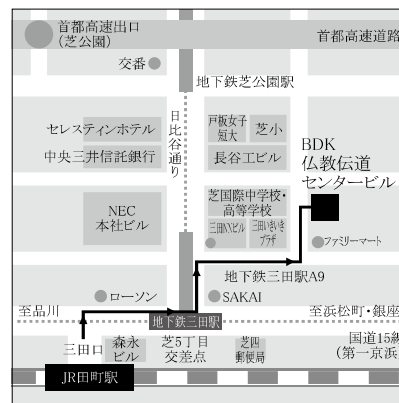 首都高速出口
(芝公園)
首都高速道路
交番
地下鉄芝公園駅
日比谷通り
セレスティンホテル
中央三井信託銀行
戸板女子
短大
芝小
長谷工ビル
BDK
仏教伝道
センタービル
NEC
本社ビル
芝国際中学校・
高等学校
三田NNビル
三田いきいき
プラザ
ファミリーマート
地下鉄三田駅A9
ローソン
SAKAI
至品川
至浜松町・銀座
地下鉄三田駅
三田口
森永
ビル
芝5丁目
交差点
芝四
郵便局
国道15線
(第一京浜
JR田町駅